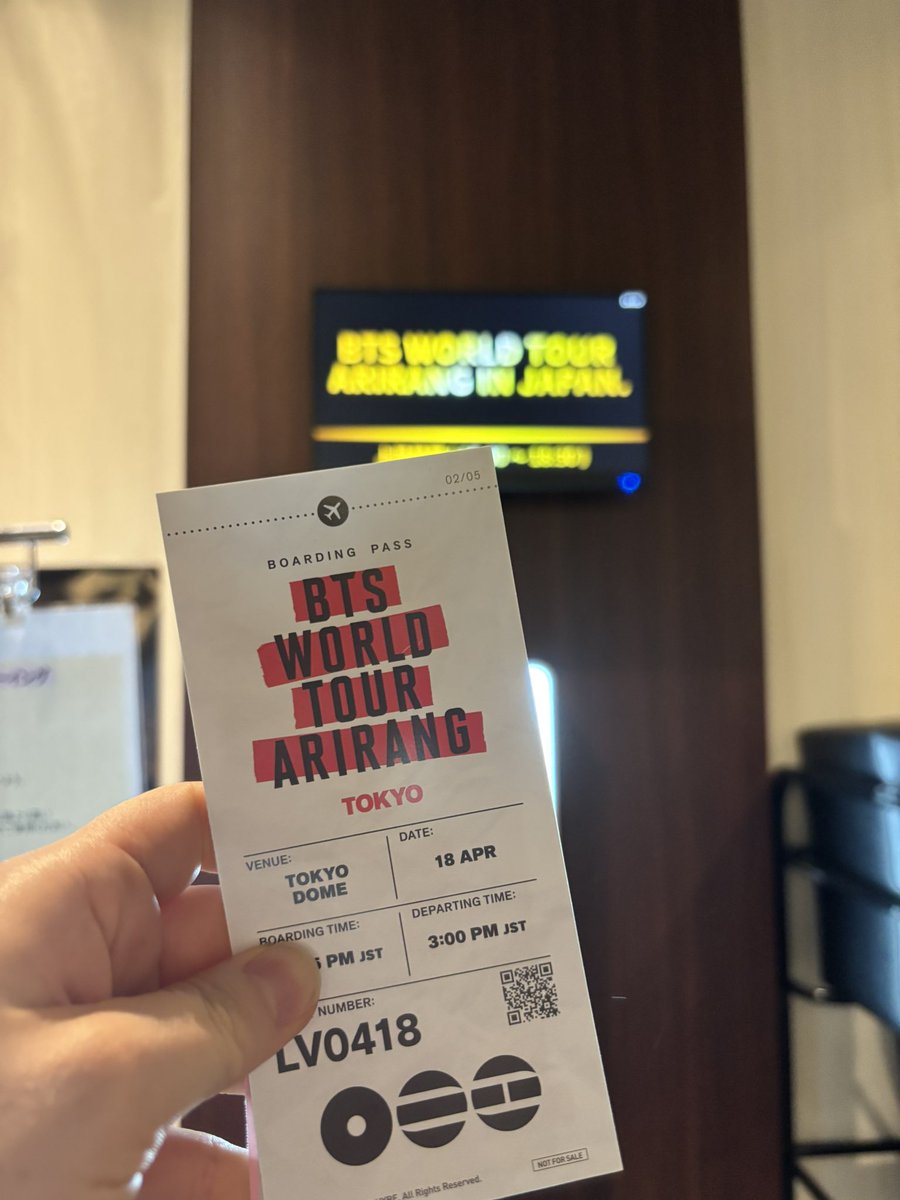 BTS WORLD TOUR
ARIRANG IN JAPAN.
02/05
BOARDING PASS
BTS
WORLD
TOUR
ARIRANG
TOKYO
VENUE:
TOKYO
DOME
DATE:
18 APR
BOARDING TIME:
5 PM JST
DEPARTING TIME:
3:00 PM JST
NUMBER:
LV0418
NOT FOR SALE
All Rights Reserved.